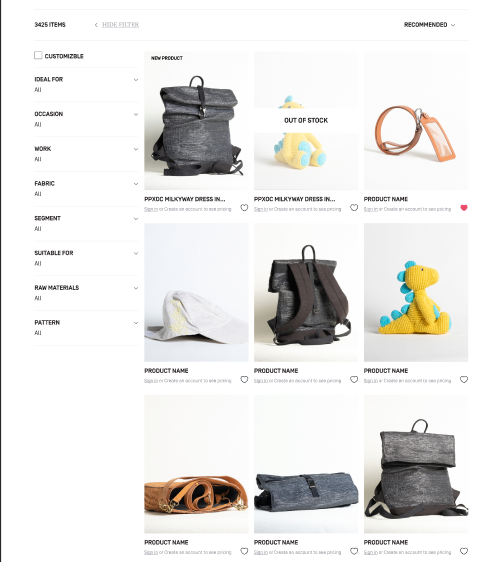 3425 ITEMS
HIDE FILTER
RECOMMENDED
CUSTOMIZBLE
IDEAL FOR
All
OCCASION
All
WORK
All
FABRIC
All
SEGMENT
All
SUITABLE FOR
All
RAW MATERIALS
All
PATTERN
All
NEW PRODUCT
OUT OF STOCK
PPXOC MILKYWAY DRESS IN...
Sign in or Create an account to see pricing
PPXOC MILKYWAY DRESS IN...
Sign in or Create an account to see pricing
PRODUCT NAME
Sign in or Create an account to see pricing
PRODUCT NAME
Sign in or Create an account to see pricing
PRODUCT NAME
Sign in or Create an account to see pricing
PRODUCT NAME
Sign in or Create an account to see pricing
PRODUCT NAME
Sign in or Create an account to see pricing
PRODUCT NAME
Sign in or Create an account to see pricing
PRODUCT NAME
Sign in or Create an account to see pricing